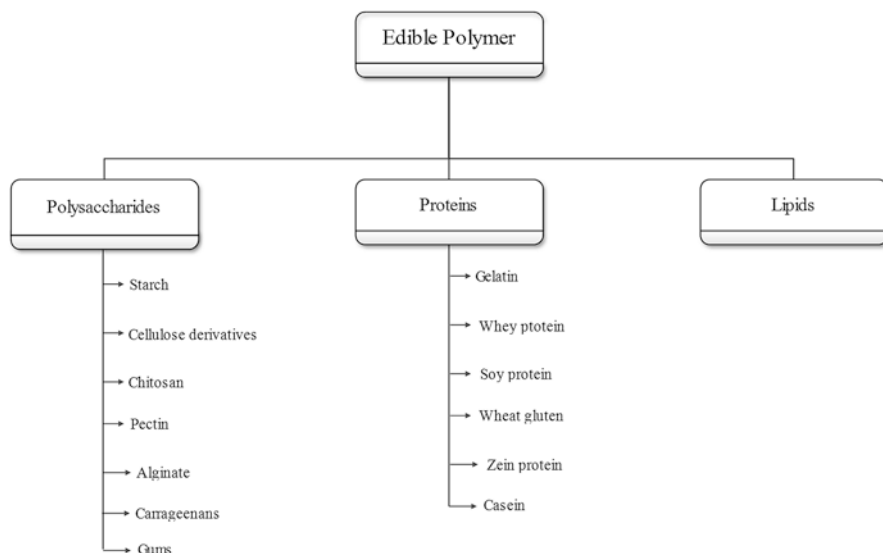 Edible Polymer
Polysaccharides
Proteins
Lipids
Starch
Cellulose derivatives
Chitosan
Pectin
Alginate
Carrageenans
Gums
Gelatin
Whey ptotein
Soy protein
Wheat gluten
Zein protein
Casein